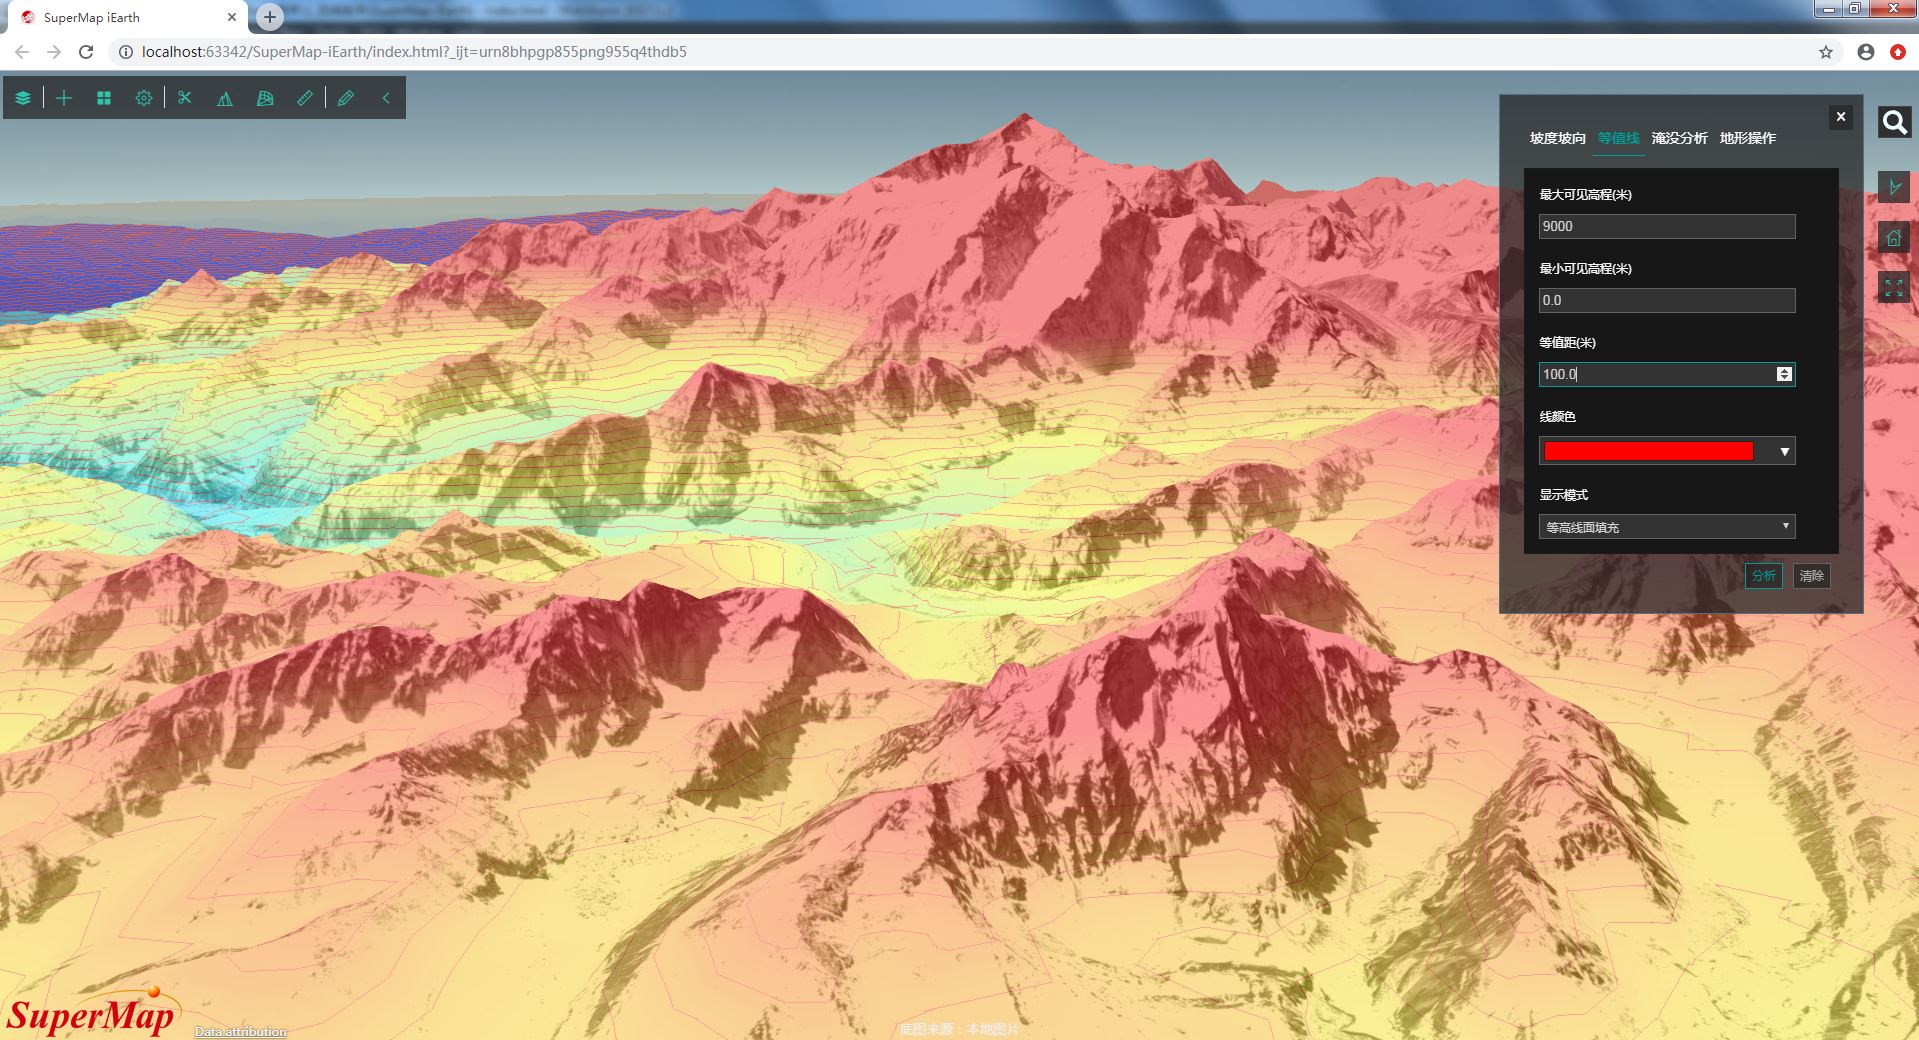 SuperMap iEarth
localhost:63342/SuperMap-iEarth/index.html?_ijt=urn8bhpgp855png955q4thdb5
坡度坡向 等值线 淹没分析 地形操作
最大可见高程(米)
9000
最小可见高程(米)
0.0
等值距(米)
100.0
线颜色
显示模式
等高线面填充
分析 清除
SuperMap
Data attribution
底图来源：本地图片